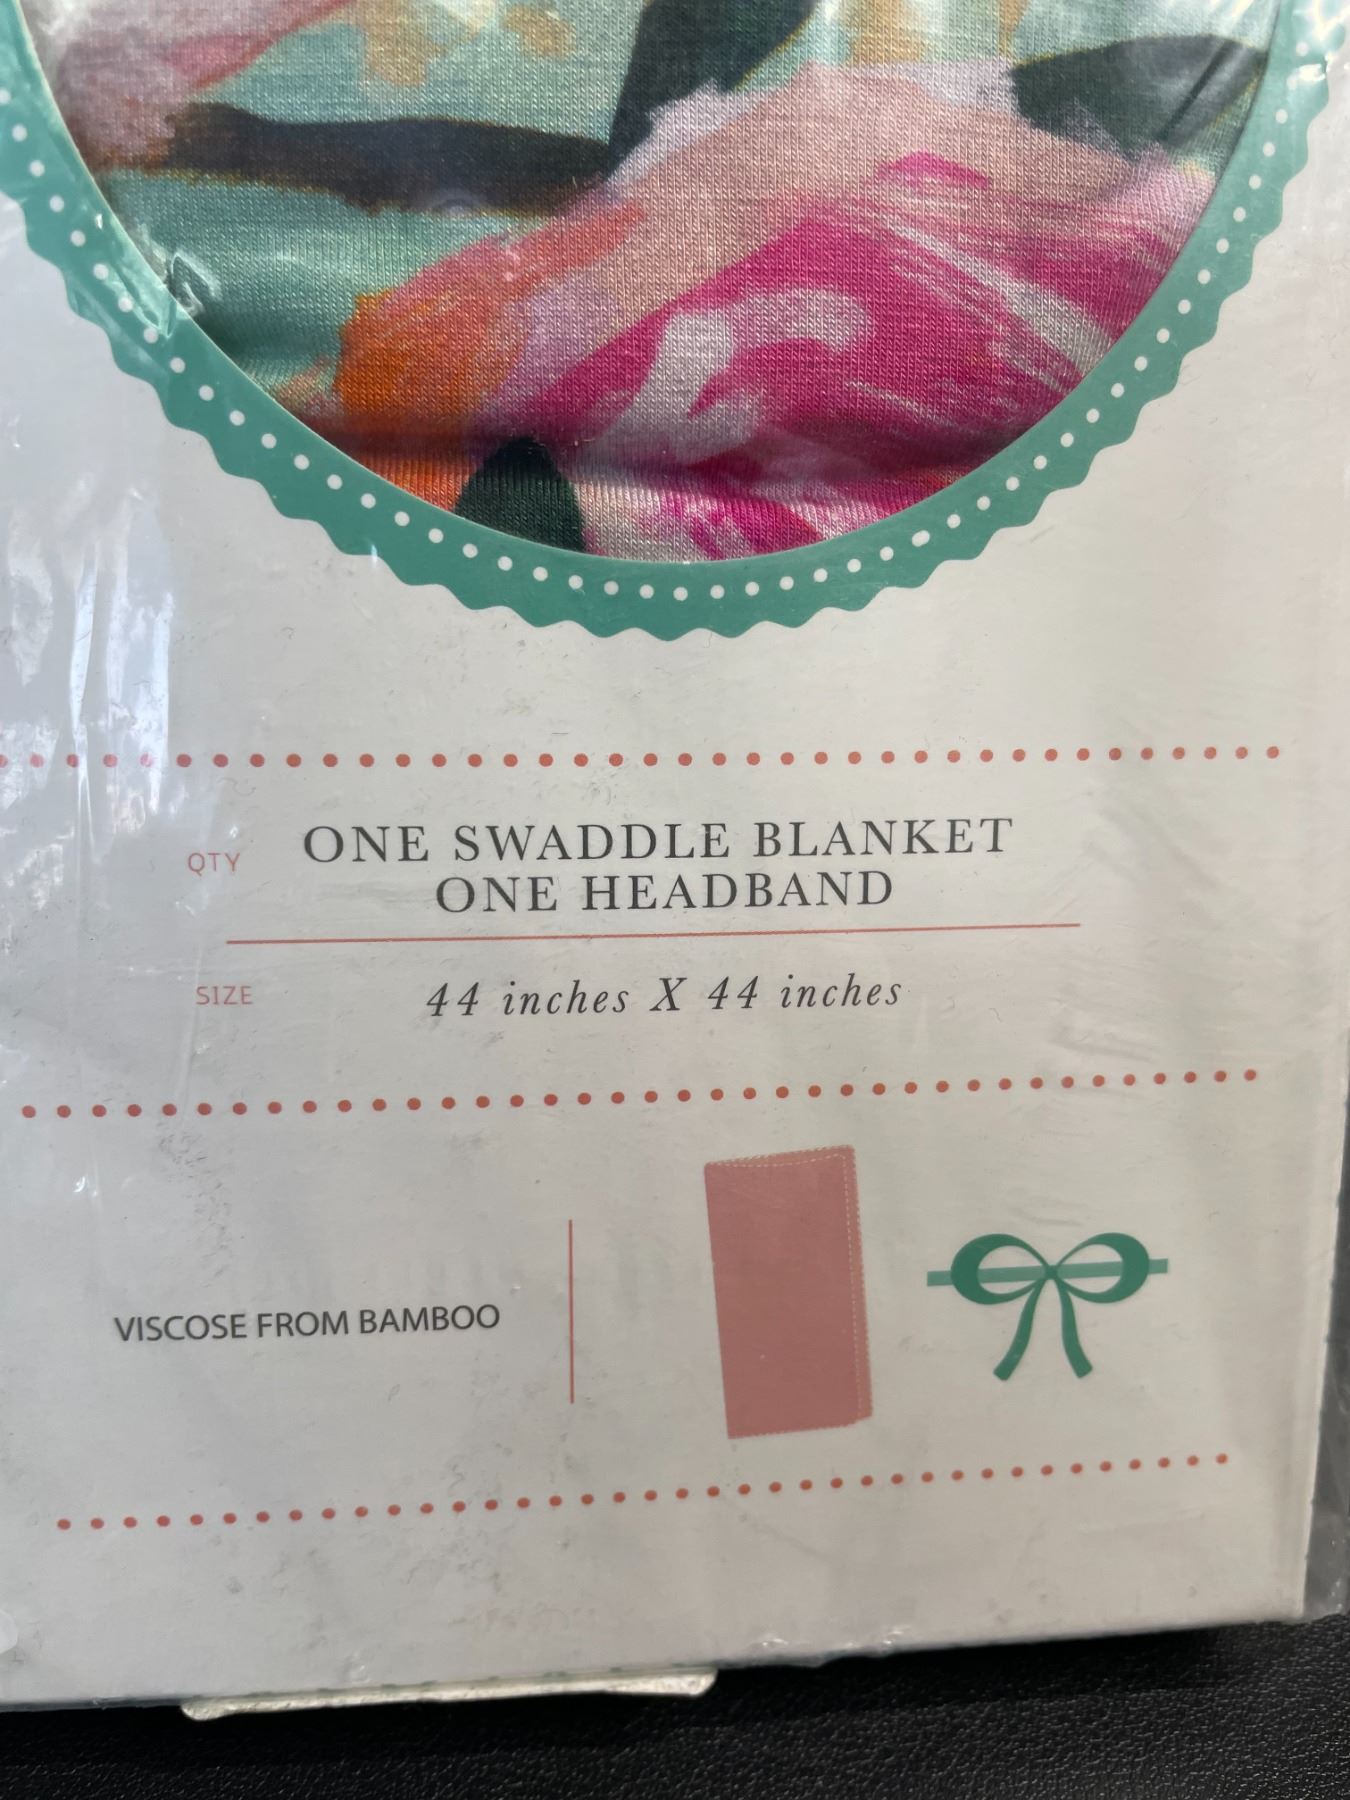 QTY ONE SWADDLE BLANKET
ONE HEADBAND
SIZE 44 inches X 44 inches
VISCOSE FROM BAMBOO